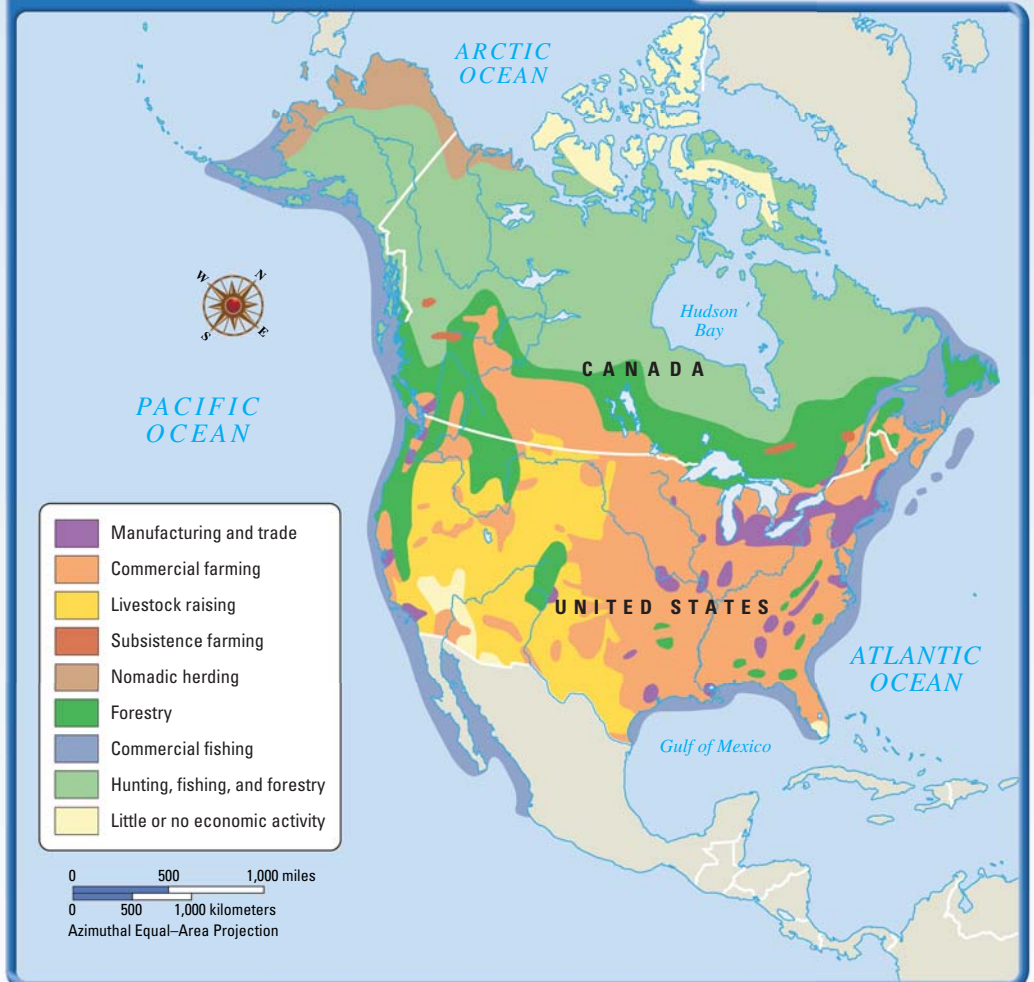 ARCTIC
OCEAN
W
N
S
E
Hudson
Bay
CANADA
PACIFIC
OCEAN
Manufacturing and trade
Commercial farming
Livestock raising
Subsistence farming
Nomadic herding
Forestry
Commercial fishing
Hunting, fishing, and forestry
Little or no economic activity
UNITED STATES
ATLANTIC
OCEAN
Gulf of Mexico
0 500 1,000 miles
0 500 1,000 kilometers
Azimuthal Equal–Area Projection